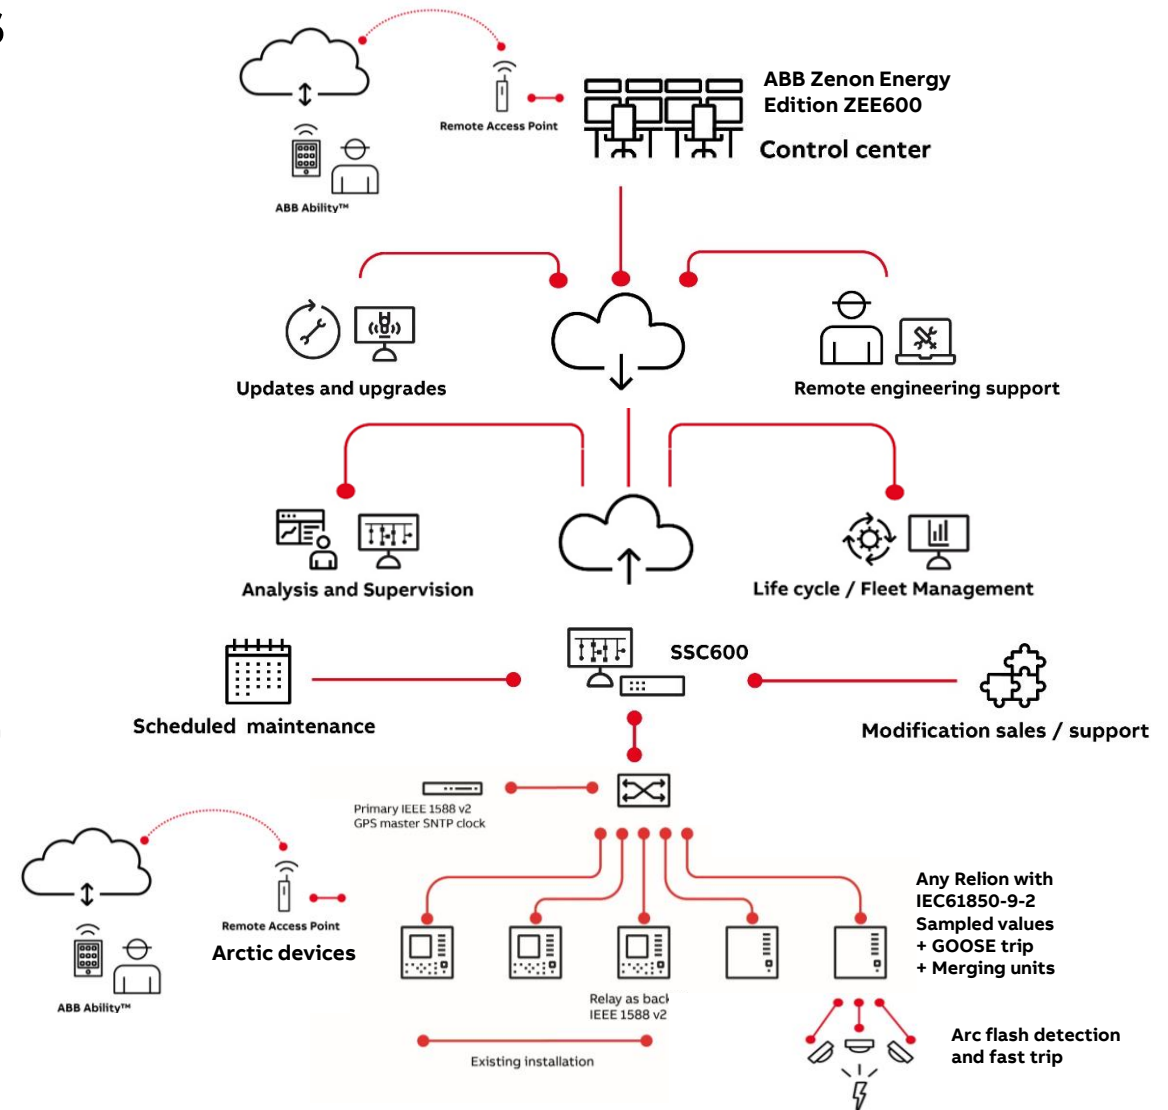 ABB Zenon Energy
Edition ZEE600
Control center
Remote Access Point
ABB Ability™
Updates and upgrades
Remote engineering support
Analysis and Supervision
Life cycle / Fleet Management
SSC600
Scheduled maintenance
Modification sales / support
Primary IEEE 1588 v2
GPS master SNTP clock
Remote Access Point
Arctic devices
ABB Ability™
Any Relion with
IEC61850-9-2
Sampled values
+ GOOSE trip
+ Merging units
Relay as back
IEEE 1588 v2
Existing installation
Arc flash detection
and fast trip